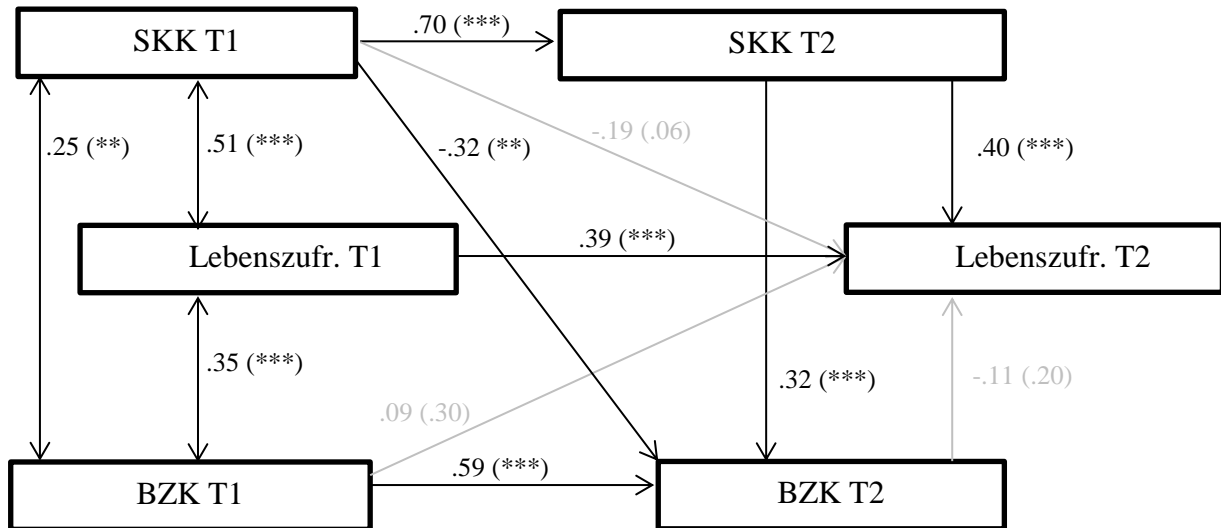 SKK T1
.70 (***)
SKK T2
.25 (**)
.51 (***)
-.32 (**)
-.19 (.06)
.40 (***)
Lebenszufr. T1
.39 (***)
Lebenszufr. T2
.35 (***)
.09 (.30)
.32 (***)
-.11 (.20)
BZK T1
.59 (***)
BZK T2